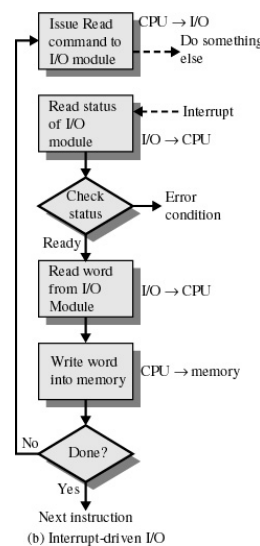 Issue Read
command to
I/O module
CPU → I/O
Do something
else
Read status
of I/O
module
Interrupt
I/O → CPU
Check
status
Error
condition
Ready
Read word
from I/O
Module
I/O → CPU
Write word
into memory
CPU → memory
No
Done?
Yes
Next instruction
(b) Interrupt-driven I/O